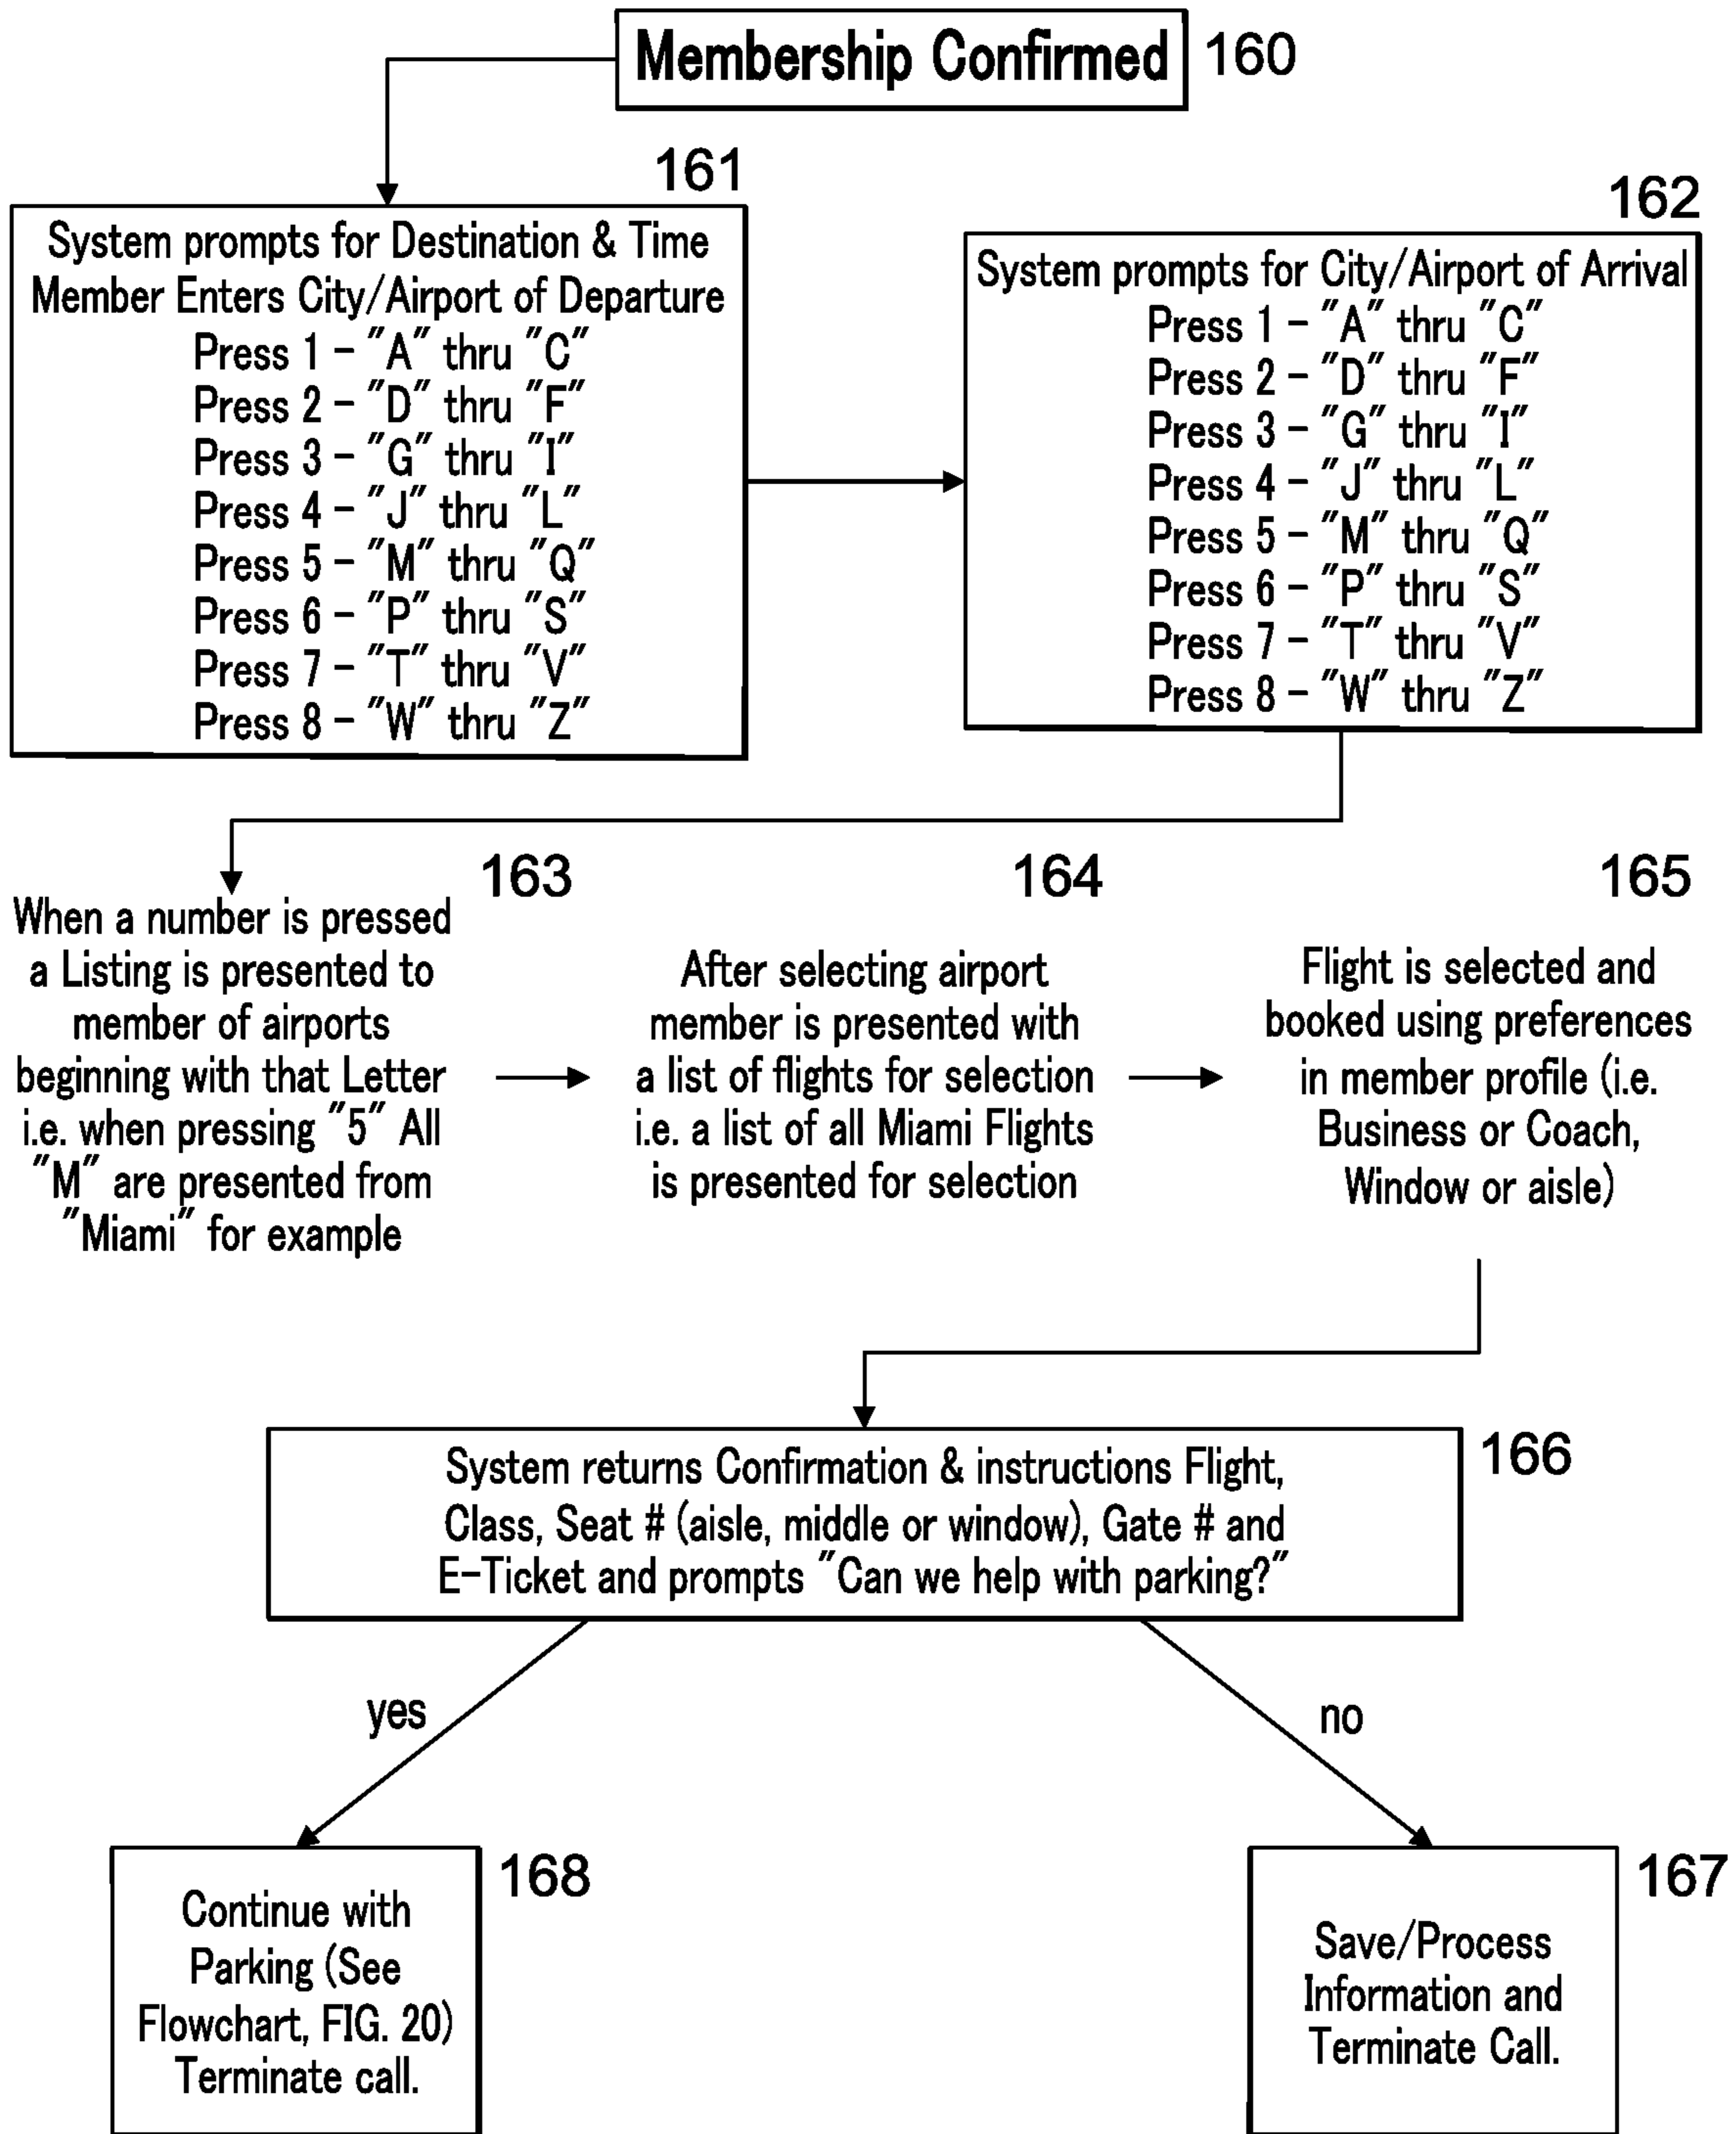 Membership Confirmed 160
161
System prompts for Destination & Time
Member Enters City/Airport of Departure
Press 1 - "A" thru "C"
Press 2 - "D" thru "F"
Press 3 - "G" thru "I"
Press 4 - "J" thru "L"
Press 5 - "M" thru "Q"
Press 6 - "P" thru "S"
Press 7 - "T" thru "V"
Press 8 - "W" thru "Z"
162
System prompts for City/Airport of Arrival
Press 1 - "A" thru "C"
Press 2 - "D" thru "F"
Press 3 - "G" thru "I"
Press 4 - "J" thru "L"
Press 5 - "M" thru "Q"
Press 6 - "P" thru "S"
Press 7 - "T" thru "V"
Press 8 - "W" thru "Z"
163
When a number is pressed
a Listing is presented to
member of airports
beginning with that Letter
i.e. when pressing "5" All
"M" are presented from
"Miami" for example
164
After selecting airport
member is presented with
a list of flights for selection
i.e. a list of all Miami Flights
is presented for selection
165
Flight is selected and
booked using preferences
in member profile (i.e.
Business or Coach,
Window or aisle)
166
System returns Confirmation & instructions Flight,
Class, Seat # (aisle, middle or window), Gate # and
E-Ticket and prompts "Can we help with parking?"
yes
no
168
Continue with
Parking (See
Flowchart, FIG. 20)
Terminate call.
167
Save/Process
Information and
Terminate Call.